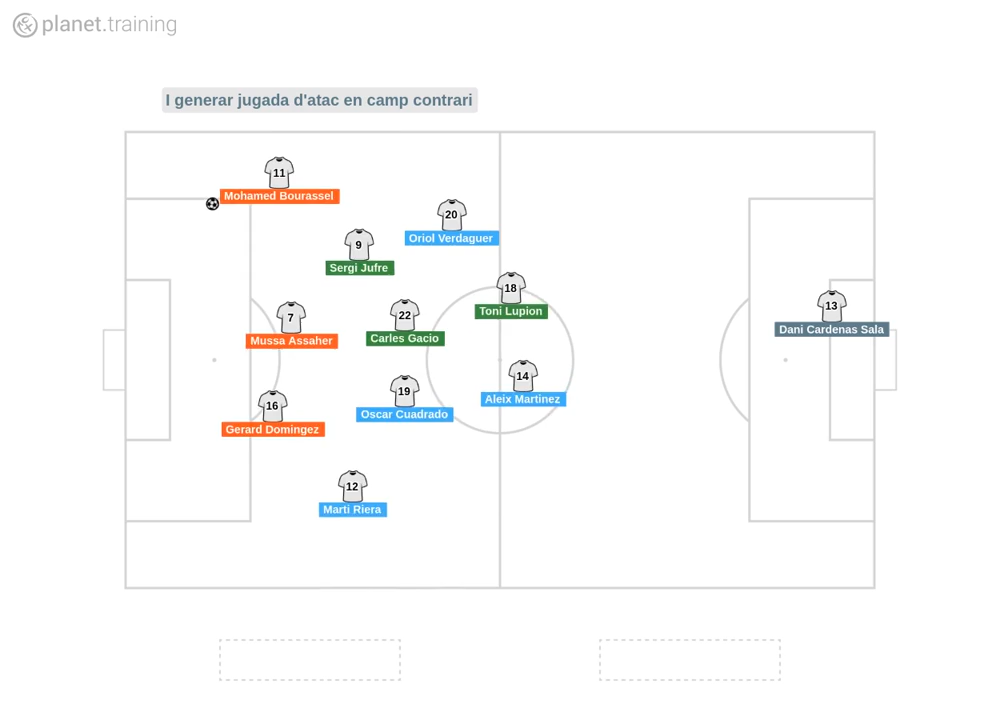 planet.training
I generar jugada d'atac en camp contrari
11
Mohamed Bourassel
20
Oriol Verdaguer
9
Sergi Jufre
18
Toni Lupion
13
Dani Cardenas Sala
7
Mussa Assaher
22
Carles Gacio
14
Aleix Martinez
19
Oscar Cuadrado
16
Gerard Domingez
12
Marti Riera